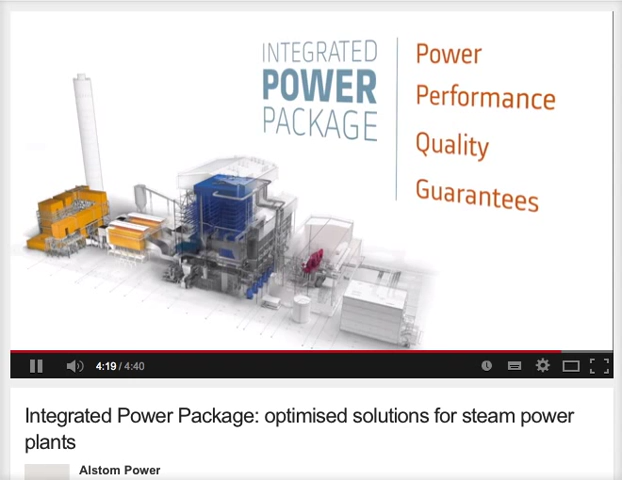 INTEGRATED
POWER
PACKAGE
Power
Performance
Quality
Guarantees
4:19 / 4:40
Integrated Power Package: optimised solutions for steam power
plants
Alstom Power